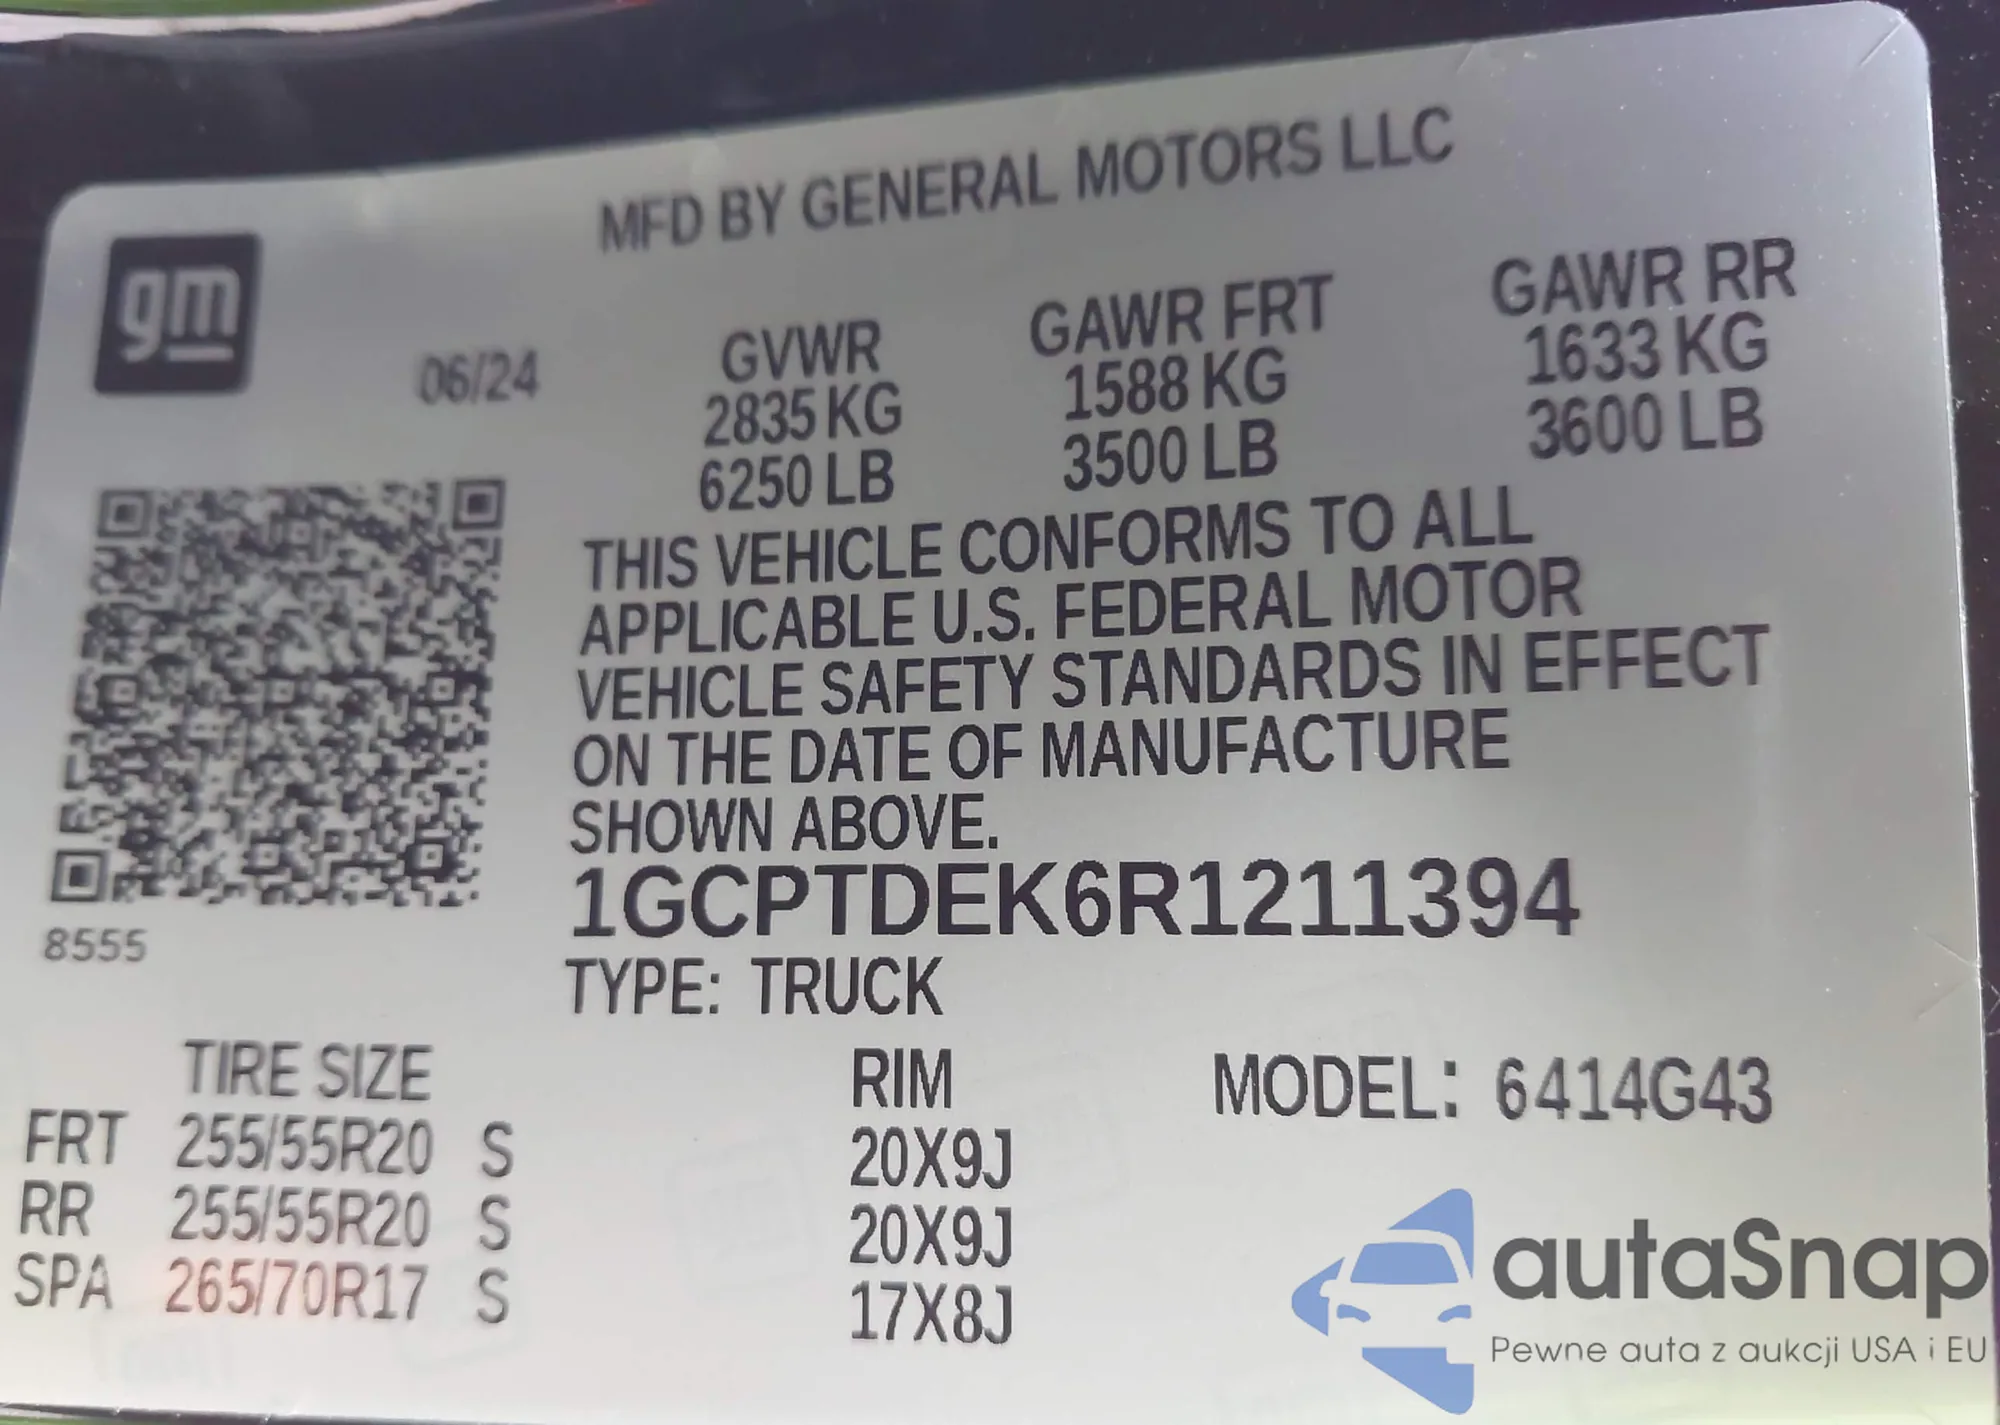 MFD BY GENERAL MOTORS LLC
gm
06/24
GVWR
2835 KG
6250 LB
GAWR FRT
1588 KG
3500 LB
GAWR RR
1633 KG
3600 LB
THIS VEHICLE CONFORMS TO ALL
APPLICABLE U.S. FEDERAL MOTOR
VEHICLE SAFETY STANDARDS IN EFFECT
ON THE DATE OF MANUFACTURE
SHOWN ABOVE.
1GCPTDEK6R1211394
8555
TYPE: TRUCK
TIRE SIZE RIM MODEL: 6414G43
FRT 255/55R20 S 20X9J
RR 255/55R20 S 20X9J
SPA 265/70R17 S 17X8J
autaSnap
Pewne auta z aukcji USA i EU